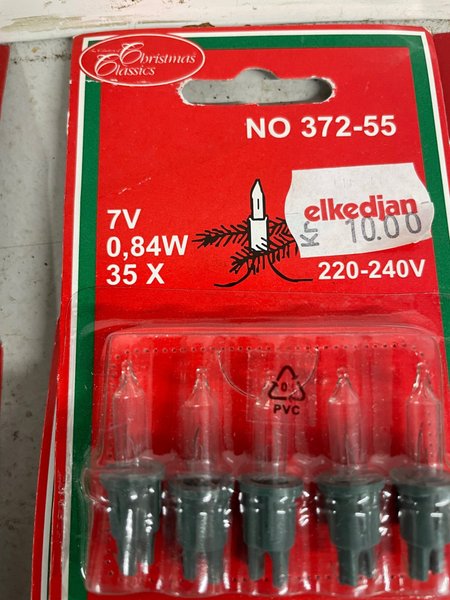 Christmas
Classics
NO 372-55
elkedjan
Kr 10.00
7V
0,84W
35 X
220-240V
PVC